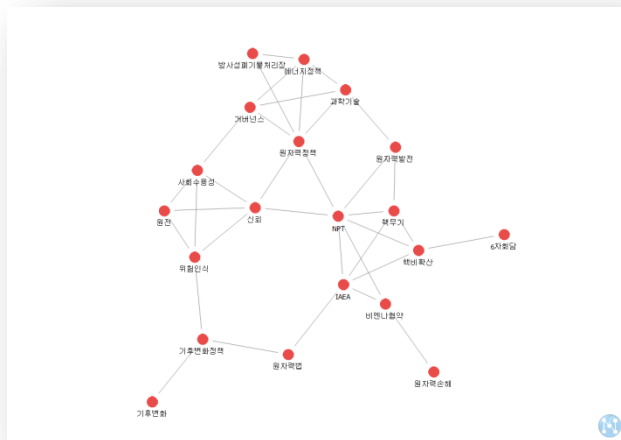 방사성폐기물처리장
에너지정책
과학기술
거버넌스
원자력정책
원자력발전
사회수용성
원전
신뢰
NPT
핵무기
6자회담
핵비확산
위험인식
IAEA
비엔나협약
기후변화정책
원자력법
원자력손해
기후변화